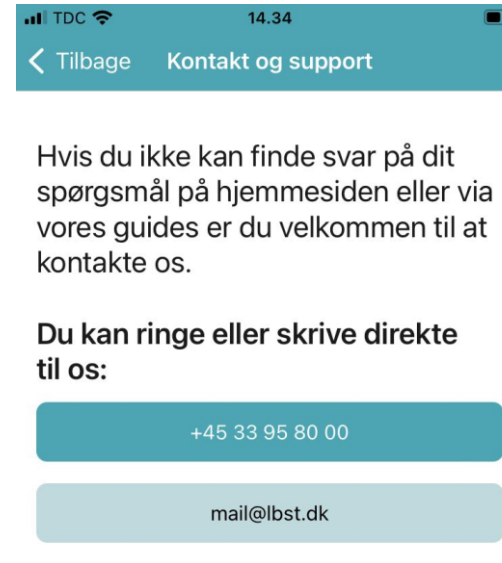 TDC 14.34
Tilbage Kontakt og support
Hvis du ikke kan finde svar på dit
spørgsmål på hjemmesiden eller via
vores guides er du velkommen til at
kontakte os.
Du kan ringe eller skrive direkte
til os:
+45 33 95 80 00
mail@lbst.dk